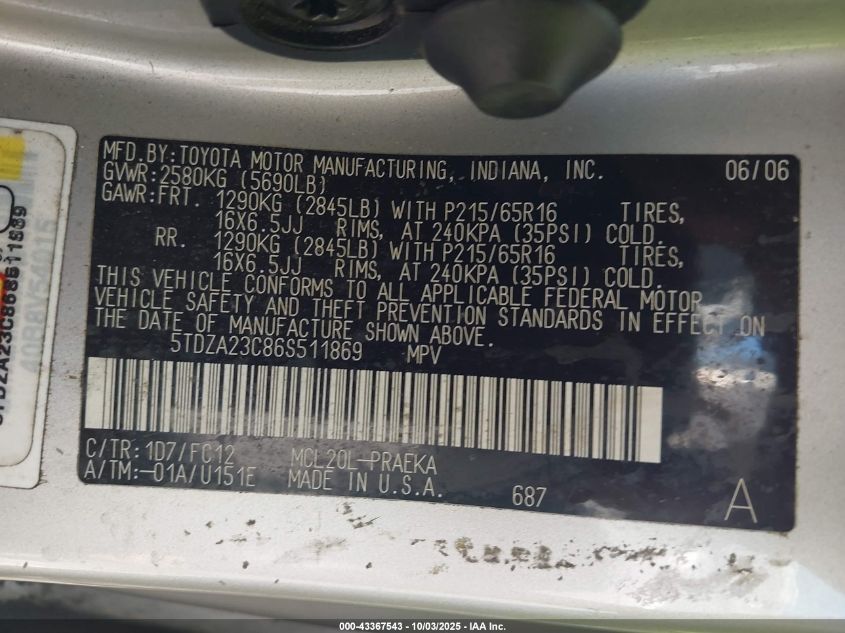 MFD.BY:TOYOTA MOTOR MANUFACTURING, INDIANA, INC. 06/06
GVWR:2580KG (5690LB)
GAWR:FRT. 1290KG (2845LB) WITH P215/65R16 TIRES,
16X6.5JJ RIMS, AT 240KPA (35PSI) COLD.
RR. 1290KG (2845LB) WITH P215/65R16 TIRES,
16X6.5JJ RIMS, AT 240KPA (35PSI) COLD.
THIS VEHICLE CONFORMS TO ALL APPLICABLE FEDERAL MOTOR
VEHICLE SAFETY AND THEFT PREVENTION STANDARDS IN EFFECT ON
THE DATE OF MANUFACTURE SHOWN ABOVE.
5TDZA23C86S511869 MPV
C/TR:1D7/FC12 MCL20L-PRAEKA
A/TM:-01A/U151E MADE IN U.S.A. 687 A
000-43367543 - 10/03/2025 - IAA Inc.